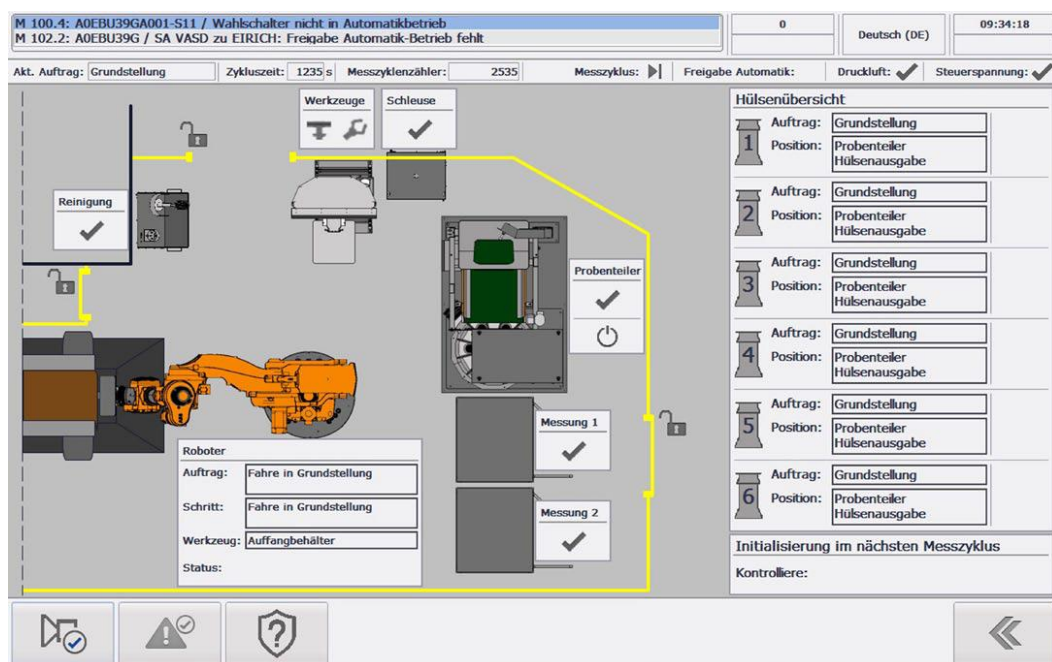 M 100.4: A0EBU39GA001-S11 / Wahlschalter nicht in Automatikbetrieb
M 102.2: A0EBU39G / SA VASD zu EIRICH: Freigabe Automatik-Betrieb fehlt
0
Deutsch (DE)
09:34:18
Akt. Auftrag: Grundstellung
Zykluszeit: 1235 s
Messzyklenzähler: 2535
Messzyklus:
Freigabe Automatik:
Druckluft:
Steuerspannung:
Werkzeuge
Schleuse
Reinigung
Probenteiler
Messung 1
Messung 2
Roboter
Auftrag: Fahre in Grundstellung
Schritt: Fahre in Grundstellung
Werkzeug: Auffangbehälter
Status:
Hülsenübersicht
1
Auftrag: Grundstellung
Position: Probenteiler
Hülsenausgabe
2
Auftrag: Grundstellung
Position: Probenteiler
Hülsenausgabe
3
Auftrag: Grundstellung
Position: Probenteiler
Hülsenausgabe
4
Auftrag: Grundstellung
Position: Probenteiler
Hülsenausgabe
5
Auftrag: Grundstellung
Position: Probenteiler
Hülsenausgabe
6
Auftrag: Grundstellung
Position: Probenteiler
Hülsenausgabe
Initialisierung im nächsten Messzyklus
Kontrolliere: